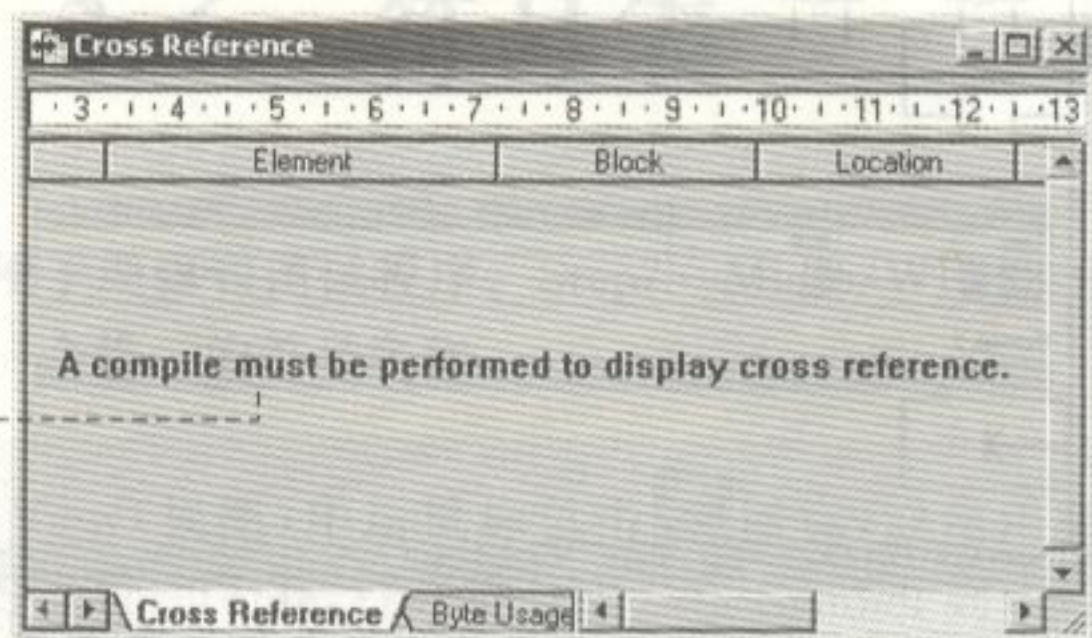 Cross Reference
3 4 5 6 7 8 9 10 11 12 13
Element Block Location
A compile must be performed to display cross reference.
Cross Reference Byte Usage